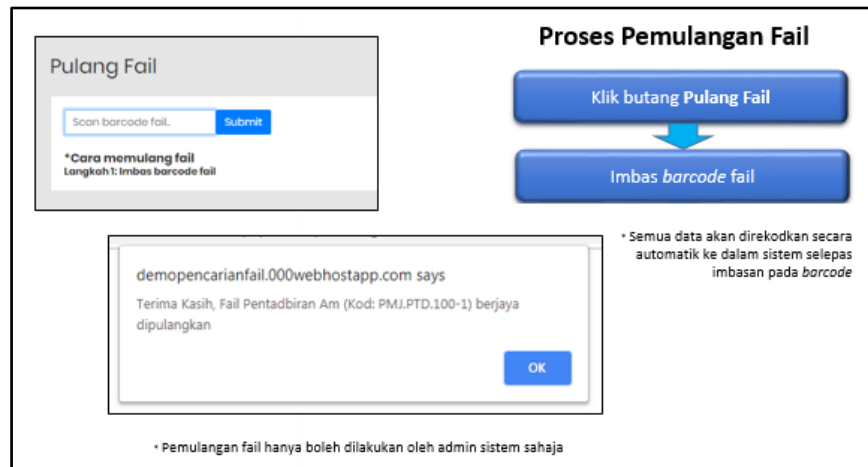 Proses Pemulangan Fail
Pulang Fail
Scan barcode fail..
Submit
*Cara memulang fail
Langkah 1: Imbas barcode fail
Klik butang Pulang Fail
Imbas barcode fail
* Semua data akan direkodkan secara
automatik ke dalam sistem selepas
imbasan pada barcode
demopencarianfail.000webhostapp.com says
Terima Kasih, Fail Pentadbiran Am (Kod: PMJ.PTD.100-1) berjaya
dipulangkan
OK
* Pemulangan fail hanya boleh dilakukan oleh admin sistem sahaja